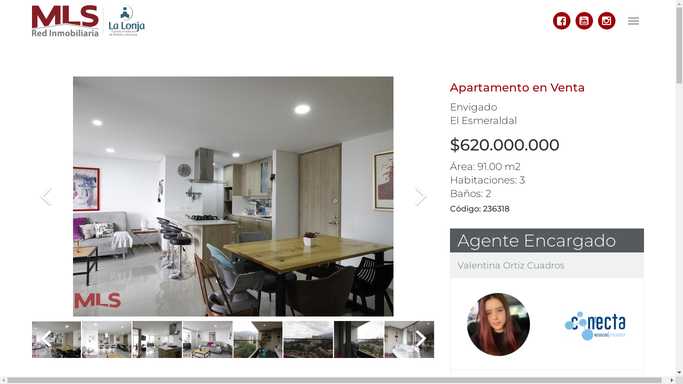 MLS
Red Inmobiliaria
La Lonja
Apartamento en Venta
Envigado
El Esmeraldal
$620.000.000
Área: 91.00 m2
Habitaciones: 3
Baños: 2
Código: 236318
Agente Encargado
Valentina Ortiz Cuadros
MLS
conecta